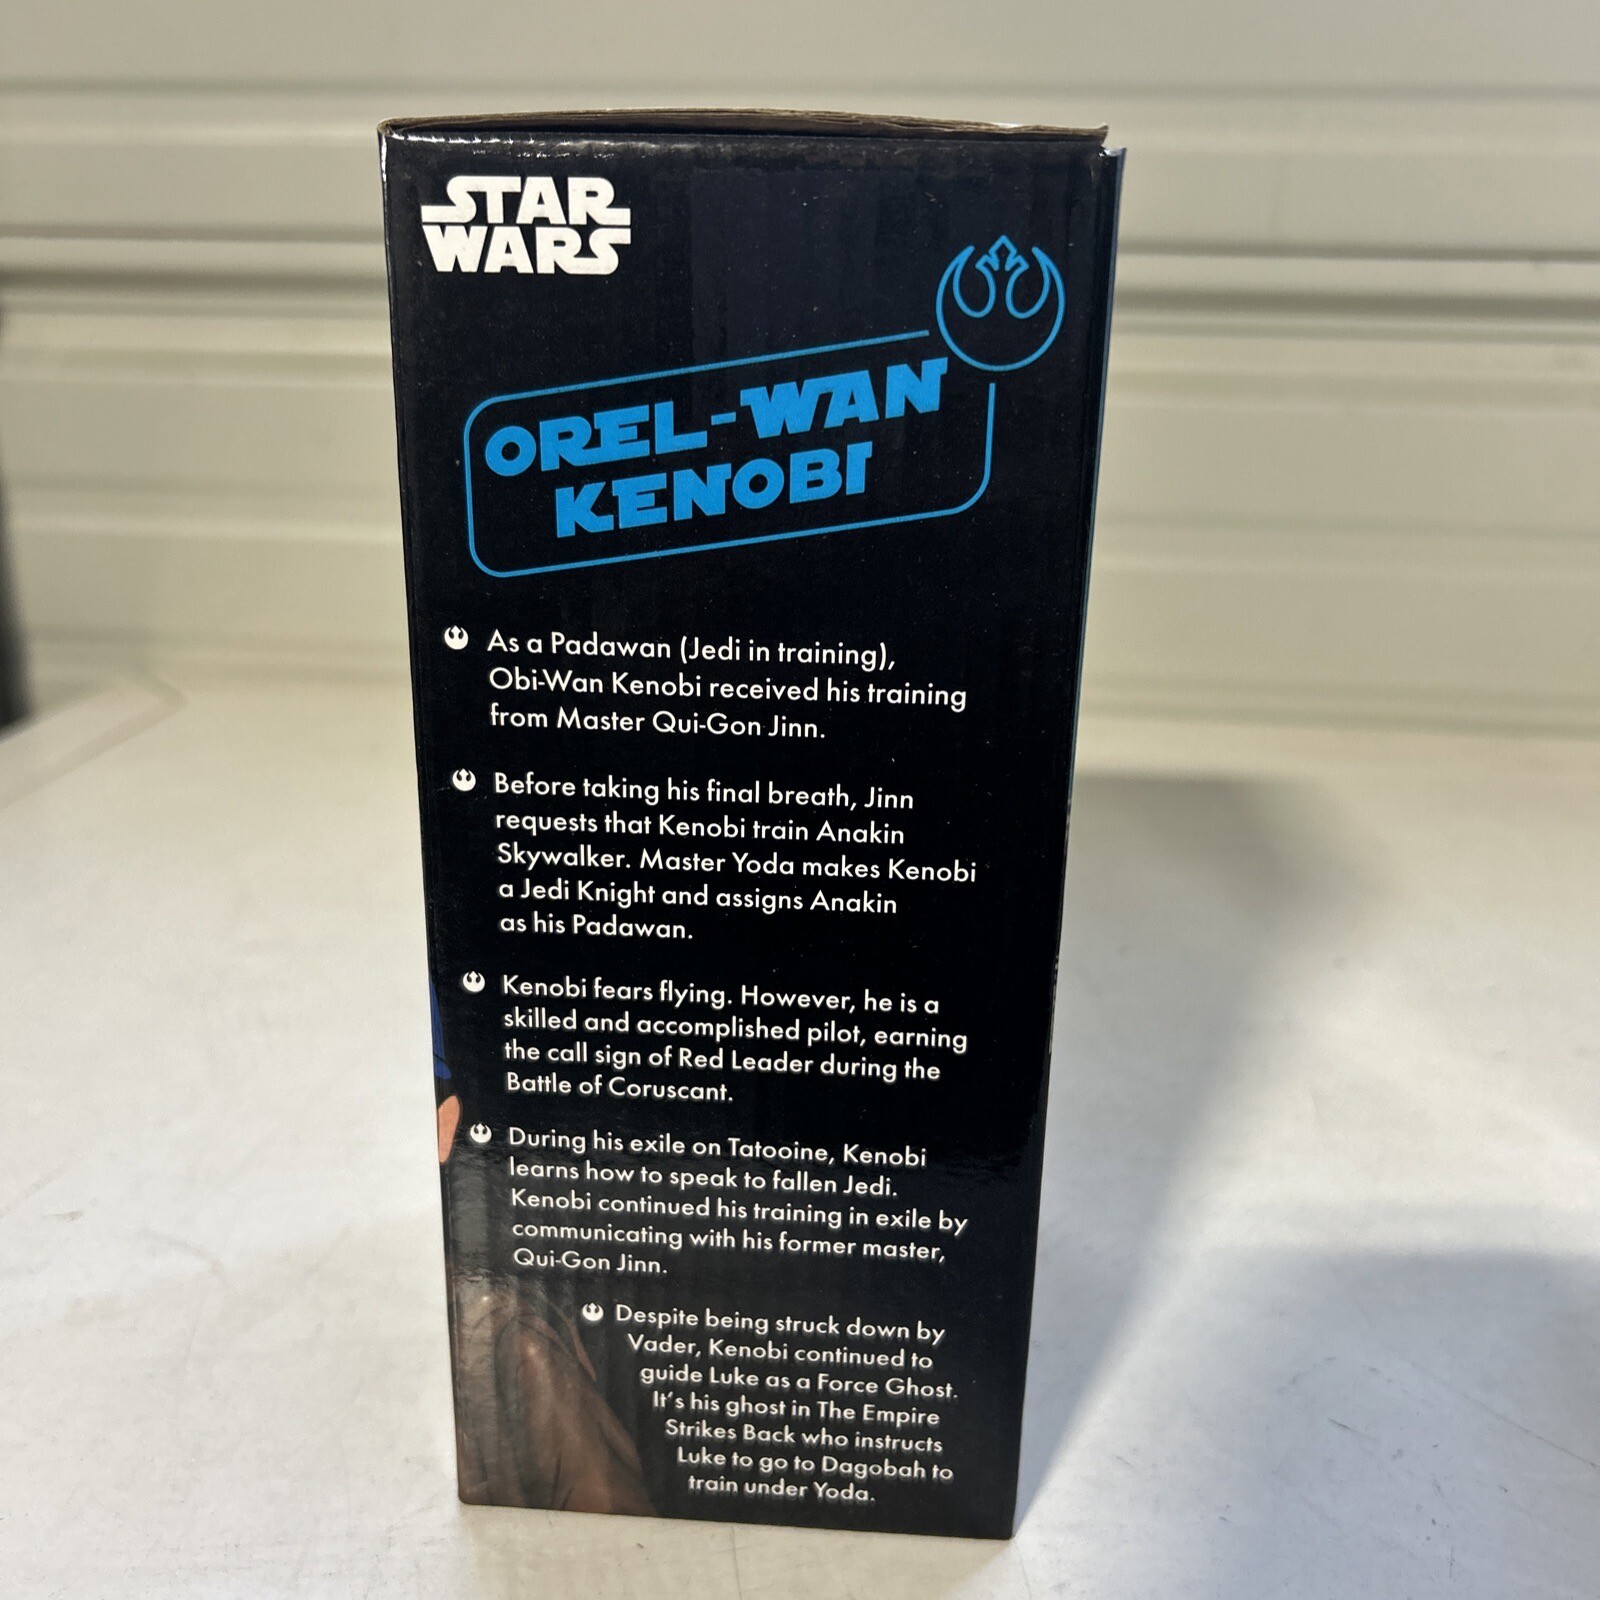 STAR
WARS
OREL-WAN
KENOBI
As a Padawan (Jedi in training),
Obi-Wan Kenobi received his training
from Master Qui-Gon Jinn.
Before taking his final breath, Jinn
requests that Kenobi train Anakin
Skywalker. Master Yoda makes Kenobi
a Jedi Knight and assigns Anakin
as his Padawan.
Kenobi fears flying. However, he is a
skilled and accomplished pilot, earning
the call sign of Red Leader during the
Battle of Coruscant.
During his exile on Tatooine, Kenobi
learns how to speak to fallen Jedi.
Kenobi continued his training in exile by
communicating with his former master,
Qui-Gon Jinn.
Despite being struck down by
Vader, Kenobi continued to
guide Luke as a Force Ghost.
It's his ghost in The Empire
Strikes Back who instructs
Luke to go to Dagobah to
train under Yoda.